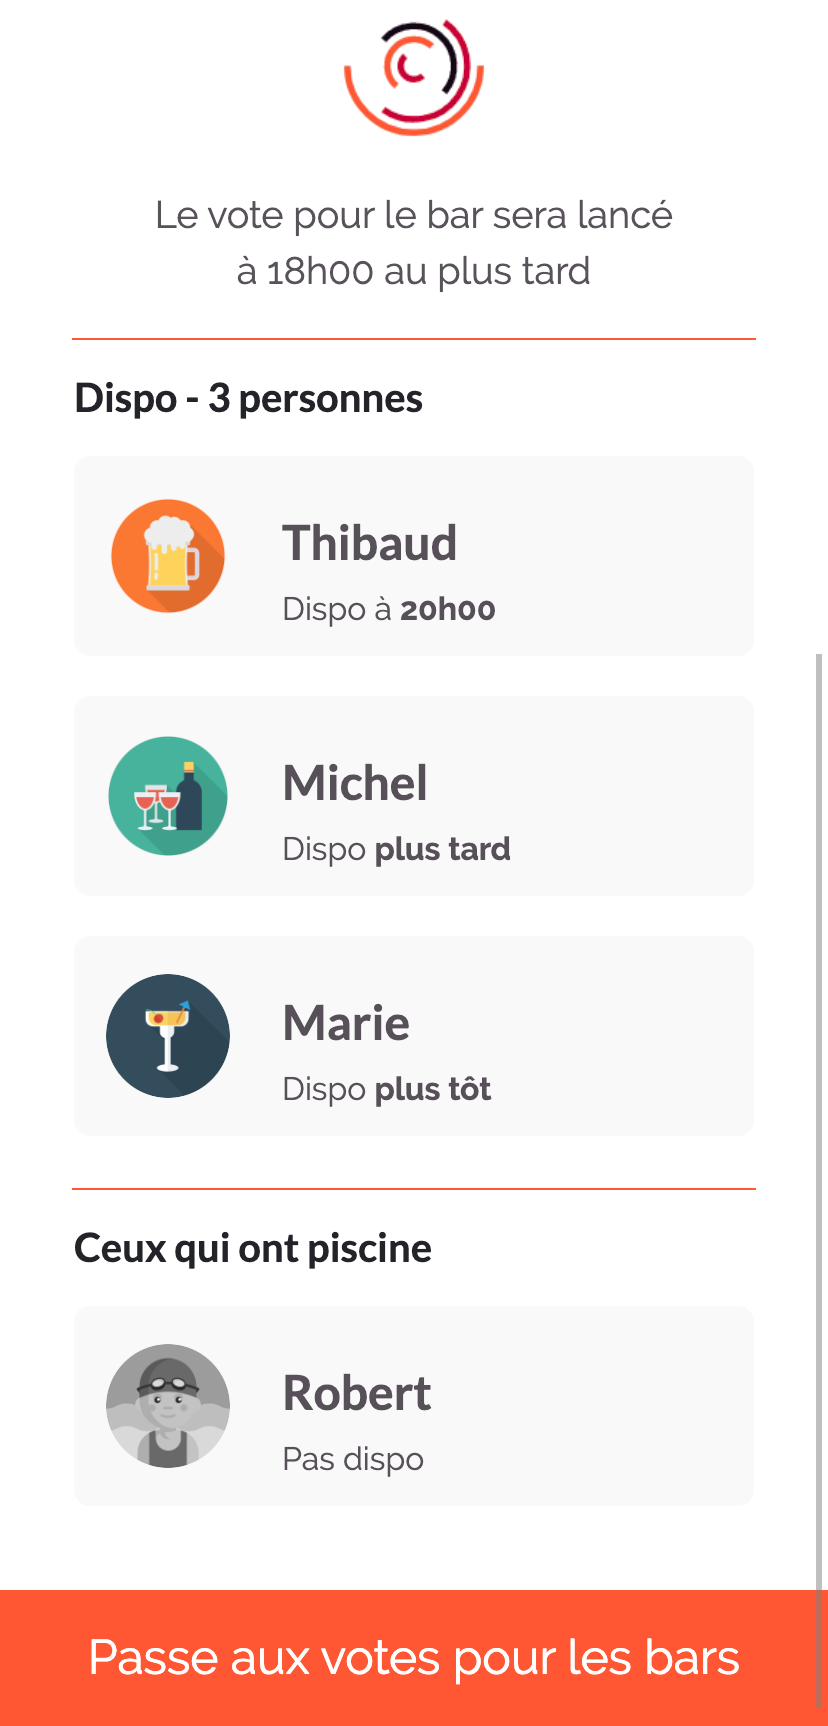 Le vote pour le bar sera lancé
à 18h00 au plus tard
Dispo - 3 personnes
Thibaud
Dispo à 20h00
Michel
Dispo plus tard
Marie
Dispo plus tôt
Ceux qui ont piscine
Robert
Pas dispo
Passe aux votes pour les bars